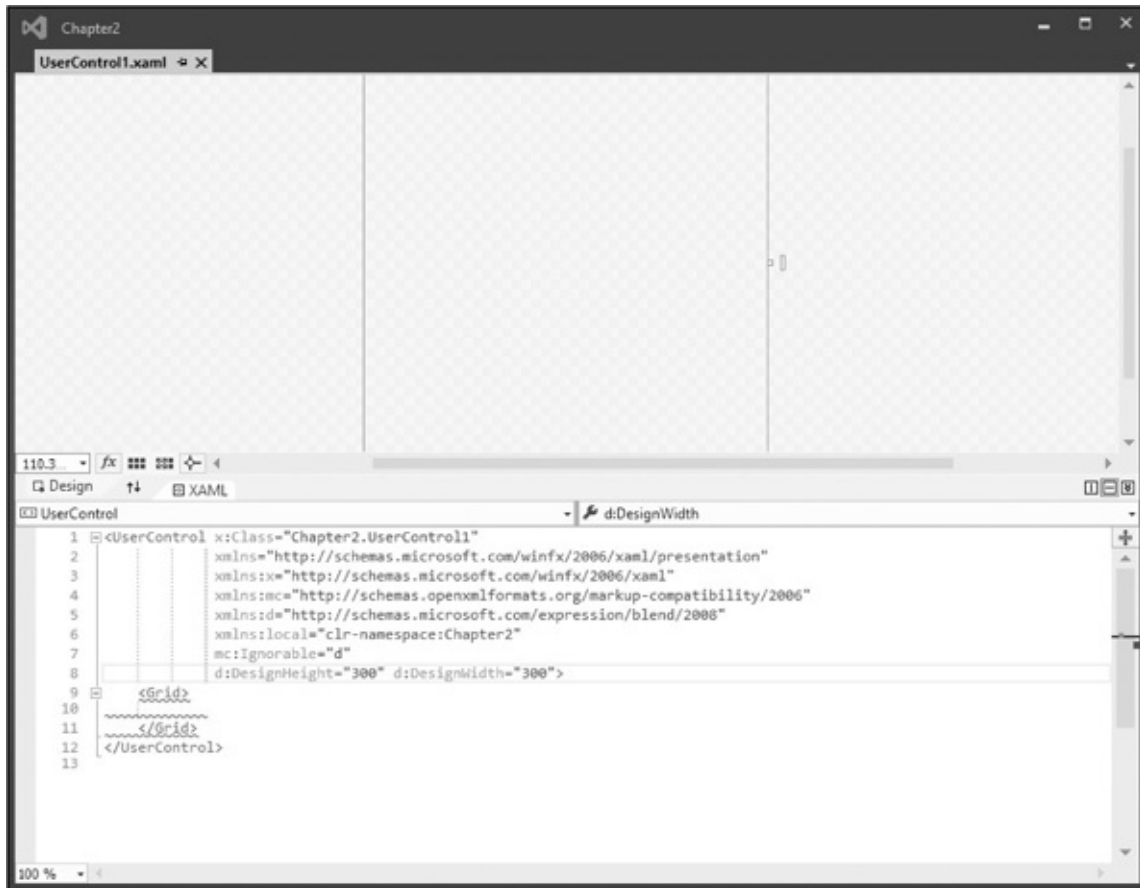 Chapter2
UserControl1.xaml
110.3...
fx
Design
XAML
UserControl
d:DesignWidth
1 <UserControl x:Class="Chapter2.UserControl1"
2 xmlns="http://schemas.microsoft.com/winfx/2006/xaml/presentation"
3 xmlns:x="http://schemas.microsoft.com/winfx/2006/xaml"
4 xmlns:mc="http://schemas.openxmlformats.org/markup-compatibility/2006"
5 xmlns:d="http://schemas.microsoft.com/expression/blend/2008"
6 xmlns:local="clr-namespace:Chapter2"
7 mc:Ignorable="d"
8 d:DesignHeight="300" d:DesignWidth="300">
9 <Grid>
10
11 </Grid>
12 </UserControl>
13
100 %